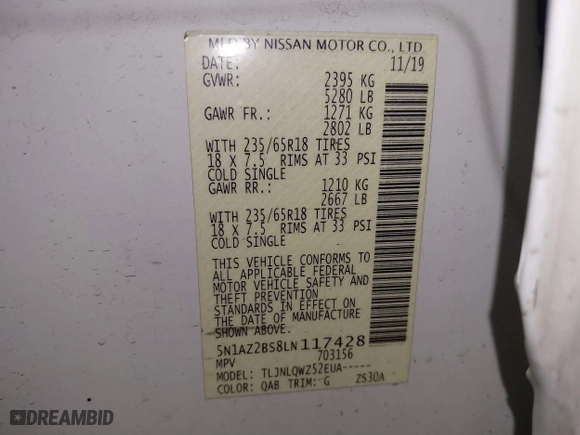 MFD BY NISSAN MOTOR CO., LTD
DATE: 11/19
GVWR: 2395 KG
5280 LB
GAWR FR.: 1271 KG
2802 LB
WITH 235/65R18 TIRES
18 X 7.5 RIMS AT 33 PSI
COLD SINGLE
GAWR RR.: 1210 KG
2667 LB
WITH 235/65R18 TIRES
18 X 7.5 RIMS AT 33 PSI
COLD SINGLE
THIS VEHICLE CONFORMS TO
ALL APPLICABLE FEDERAL
MOTOR VEHICLE SAFETY AND
THEFT PREVENTION
STANDARDS IN EFFECT ON
THE DATE OF MANUFACTURE
SHOWN ABOVE.
5N1AZ2BS8LN117428
MPV 703156
MODEL: TLJNLQWZ52EUA-----
COLOR: QAB TRIM: G ZS30A
DREAMBID